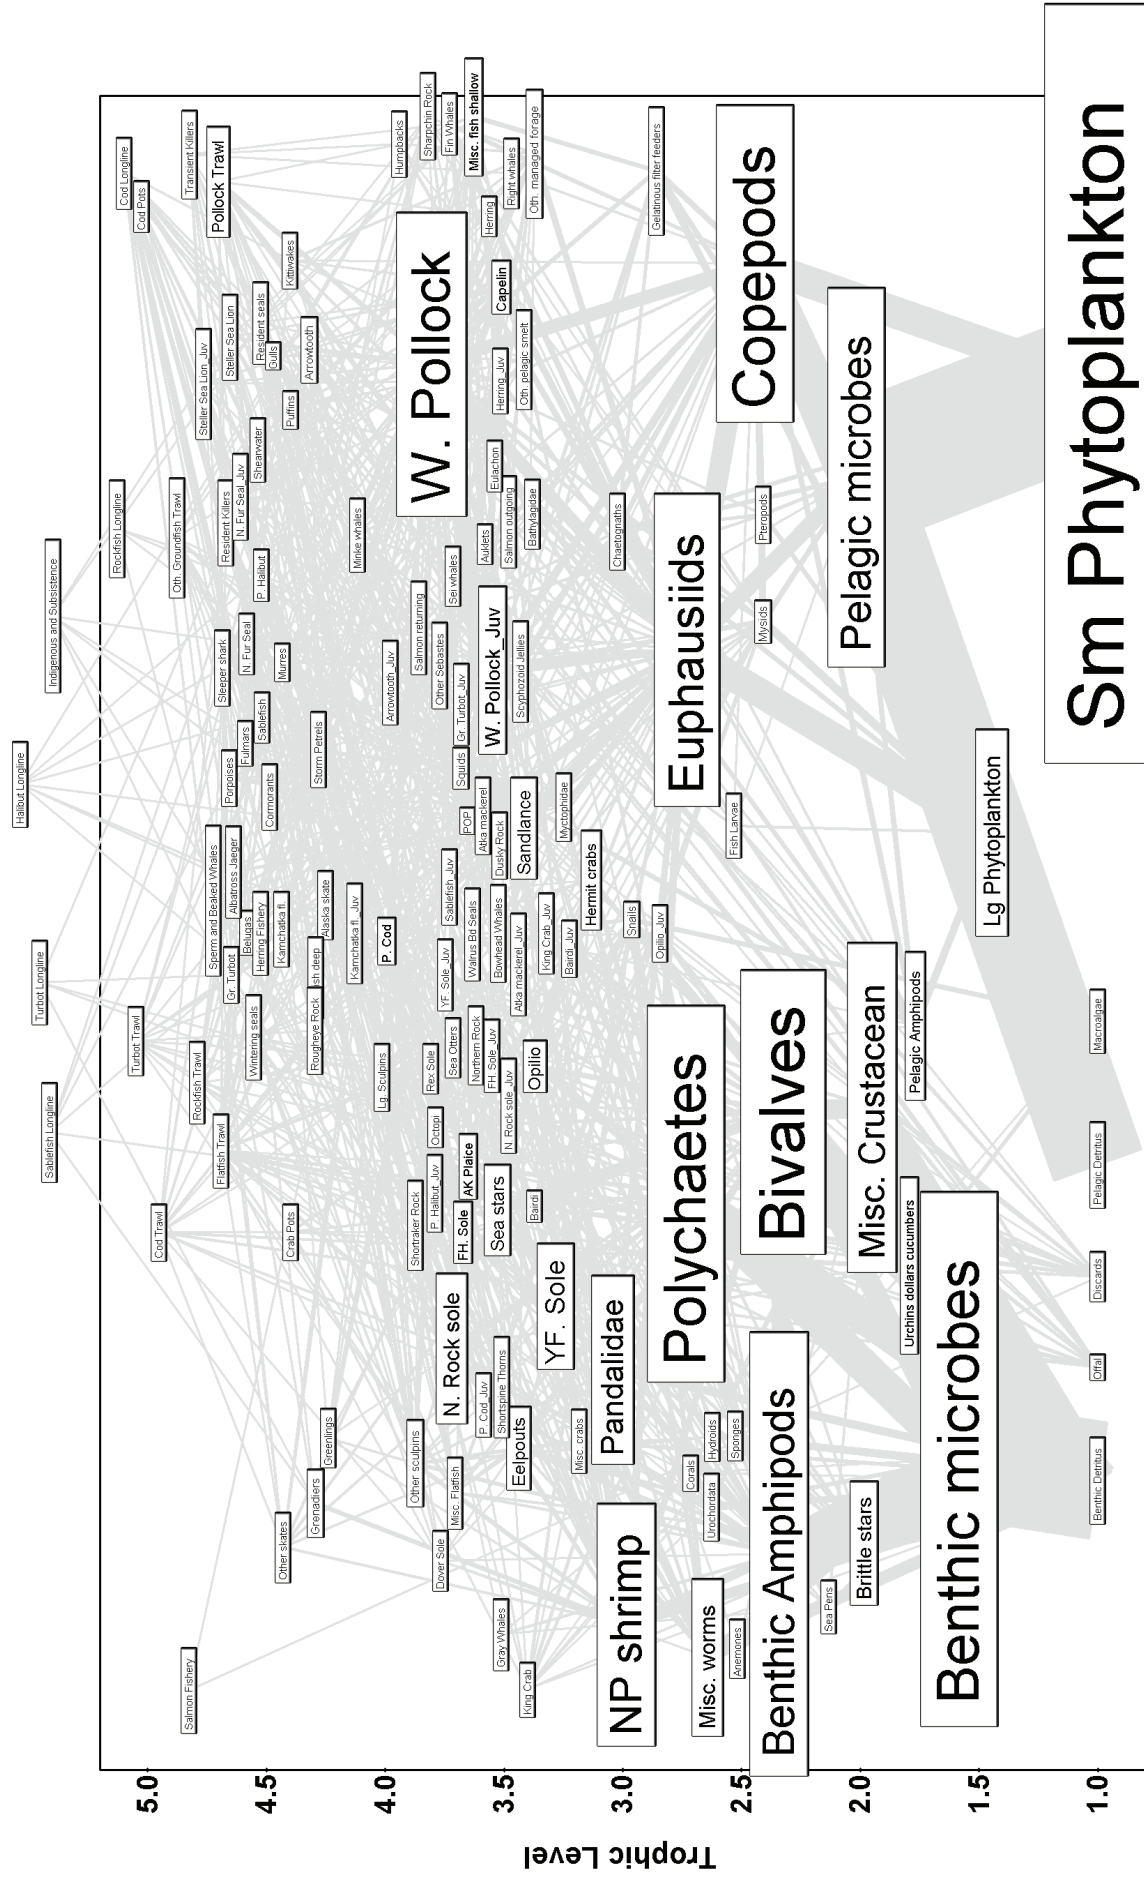 Halibut Longline
Turbot Longline
Sablefish Longline
Indigenous and Subsistence
Rockfish Longline
Cod Longline
Cod Pots
Turbot Trawl
Cod Trawl
Oth. Groundfish Trawl
Salmon Fishery
Rockfish Trawl
Transient Killers
Steller Sea Lion_Juv
Flatfish Trawl
Sperm and Beaked Whales
Sleeper shark
Pollock Trawl
Gr. Turbot
Albatross Jaeger
Porpoises
Resident Killers
Steller Sea Lion
Belugas
Fulmars
N. Fur Seal
N. Fur Seal_Juv
Wintering seals
Herring Fishery
Sablefish
P. Halibut
Shearwater
Resident seals
Gulls
Other skates
Crab Pots
Kamchatka fl.
Cormorants
Murres
Puffins
Kittiwakes
Grenadiers
Greenlings
Rougheye Rock
sh deep
Alaska skate
Storm Petrels
Arrowtooth
Kamchatka fl._Juv
Minke whales
Lg. Sculpins
P. Cod
Arrowtooth_Juv
Humpbacks
Other sculpins
Shortraker Rock
Salmon returning
W. Pollock
Rex Sole
Sharpchin Rock
Dover Sole
P. Halibut_Juv
Octopi
Other Sebastes
Misc. Flatfish
N. Rock sole
Sea Otters
YF. Sole_Juv
Sablefish_Juv
Sei whales
Fin Whales
FH. Sole
AK Plaice
Squids
Gr. Turbot_Juv
POP
Walrus Bd Seals
Northern Rock
Misc. fish shallow
P. Cod_Juv
Atka mackerel
Auklets
Herring
W. Pollock_Juv
FH. Sole_Juv
Eulachon
Gray Whales
Shortspine Thorns
Sea stars
N. Rock sole_Juv
Bowhead Whales
Dusky Rock
Salmon outgoing
Herring_Juv
Capelin
Right whales
Eelpouts
Atka mackerel_Juv
Sandlance
Scyphozoid Jellies
Oth. pelagic smelt
King Crab
Bairdi
Opilio
Bathylagidae
Oth. managed forage
YF. Sole
King Crab_Juv
Bairdi_Juv
Myctophidae
Misc. crabs
Hermit crabs
NP shrimp
Pandalidae
Snails
Chaetognaths
Opilio_Juv
Gelatinous filter feeders
Corals
Polychaetes
Euphausiids
Misc. worms
Urochordata
Hydroids
Anemones
Sponges
Fish Larvae
Copepods
Benthic Amphipods
Bivalves
Mysids
Pteropods
Sea Pens
Brittle stars
Misc. Crustacean
Pelagic microbes
Urchins dollars cucumbers
Pelagic Amphipods
Benthic microbes
Lg Phytoplankton
Benthic Detritus
Offal
Discards
Pelagic Detritus
Macroalgae
Sm Phytoplankton
Trophic Level
5.0
4.5
4.0
3.5
3.0
2.5
2.0
1.5
1.0